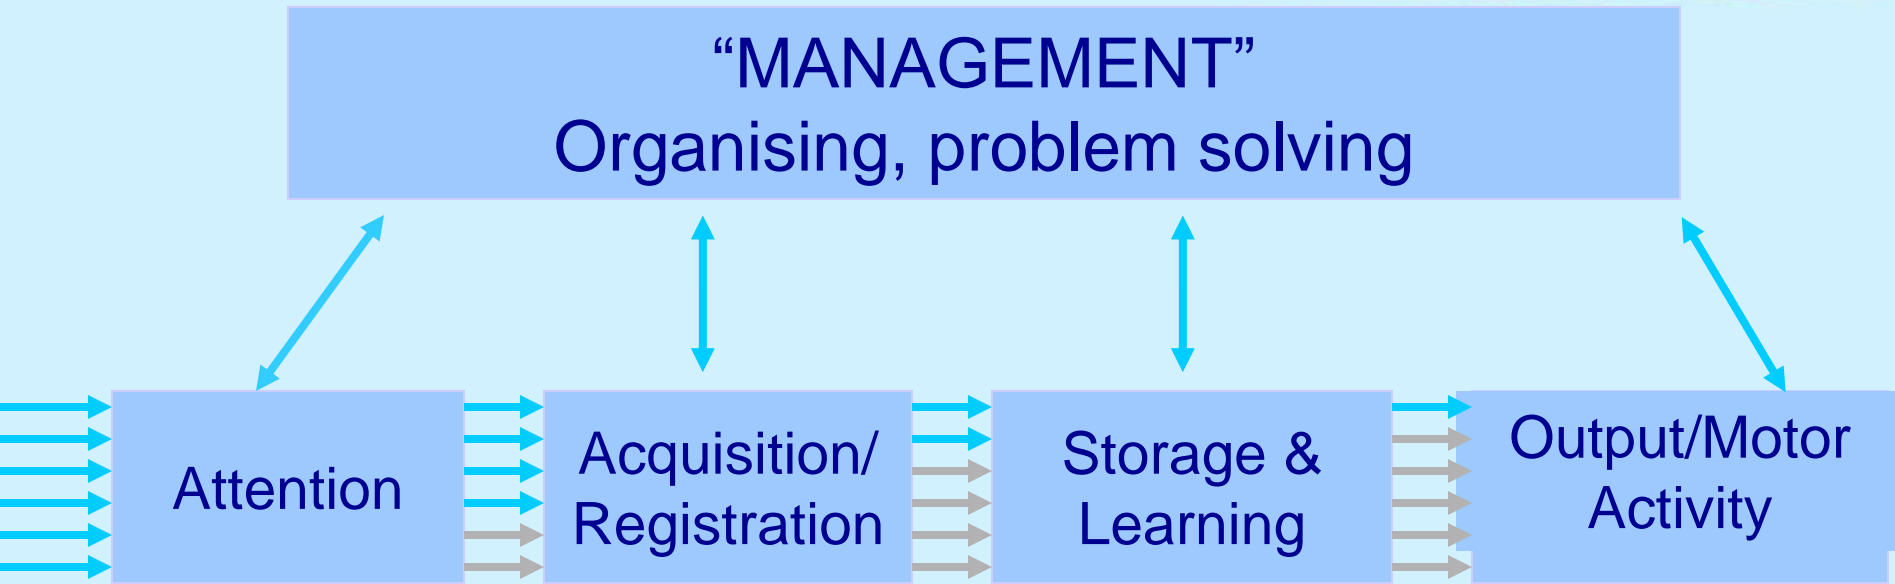 “MANAGEMENT”
Organising, problem solving
Attention
Acquisition/
Registration
Storage &
Learning
Output/Motor
Activity